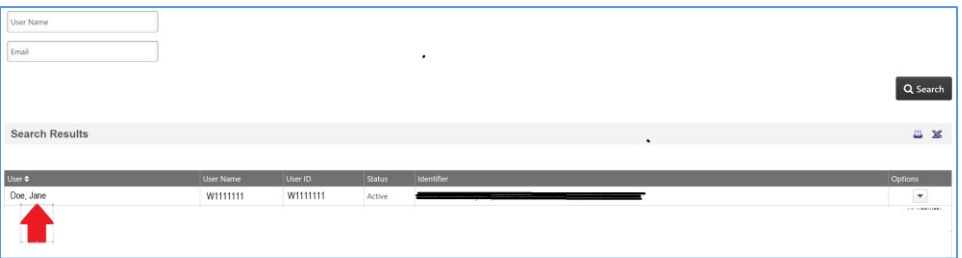 User Name
Email
Search
Search Results
User User Name User ID Status Identifier Options
Doe, Jane W1111111 W1111111 Active